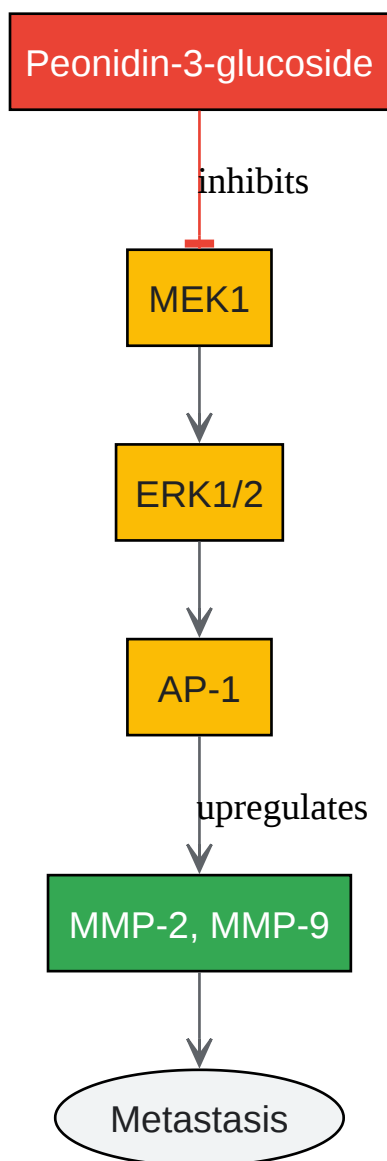 Peonidin-3-glucoside
inhibits
MEK1
ERK1/2
AP-1
upregulates
MMP-2, MMP-9
Metastasis